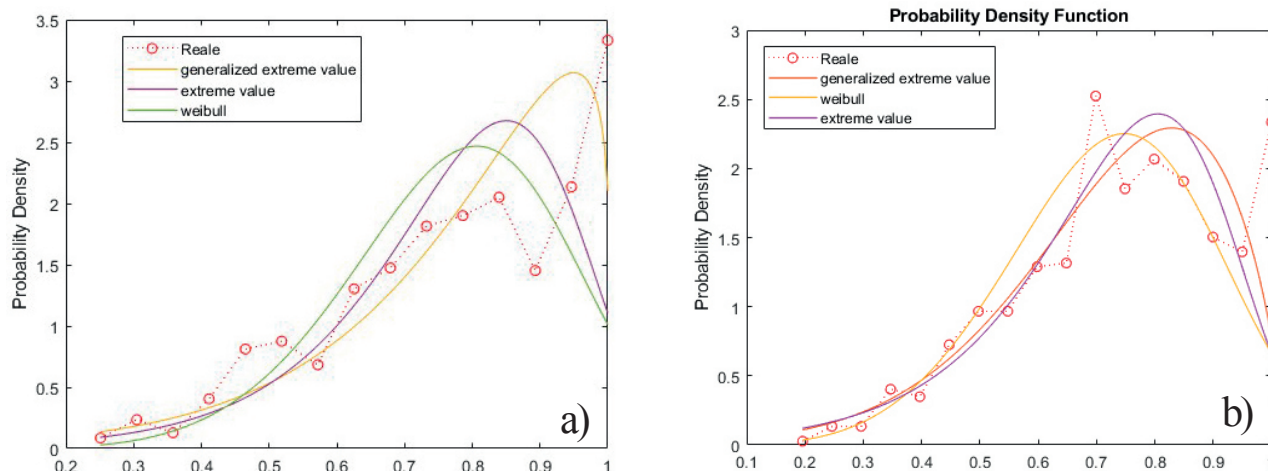 3.5
3
2.5
2
1.5
1
0.5
0
Probability Density
Reale
generalized extreme value
extreme value
weibull
a)
0.2 0.3 0.4 0.5 0.6 0.7 0.8 0.9 1
Probability Density Function
3
2.5
2
1.5
1
0.5
0
Probability Density
Reale
generalized extreme value
weibull
extreme value
b)
0.1 0.2 0.3 0.4 0.5 0.6 0.7 0.8 0.9